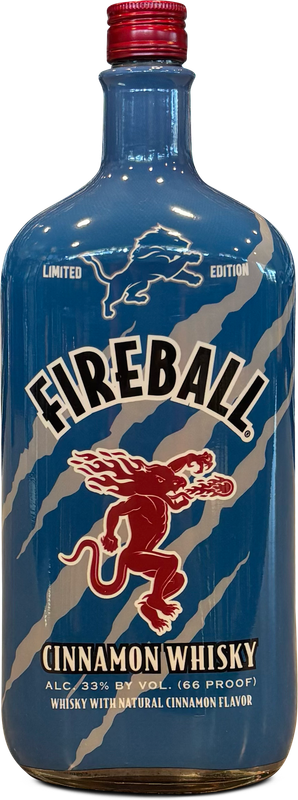 LIMITED EDITION
FIREBALL®
CINNAMON WHISKY
ALC. 33% BY VOL. (66 PROOF)
WHISKY WITH NATURAL CINNAMON FLAVOR